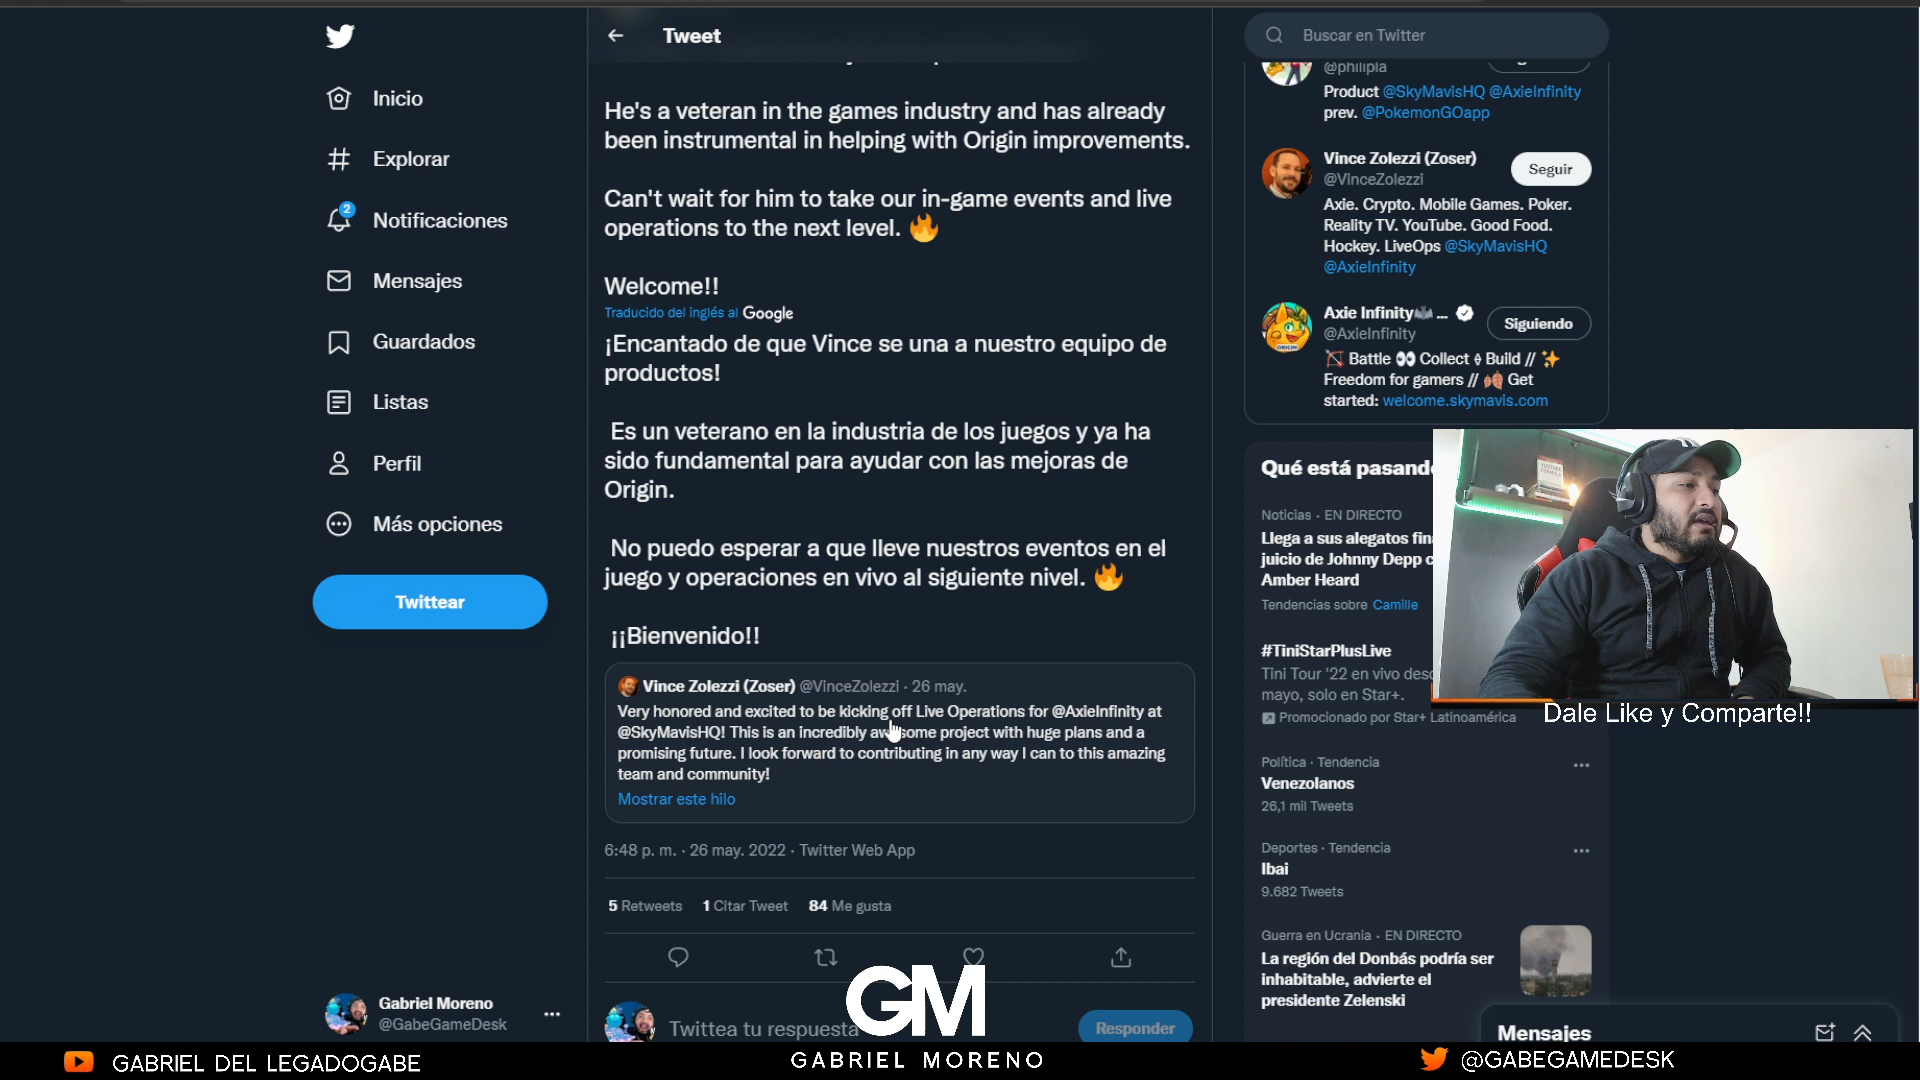 Inicio
Explorar
2
Notificaciones
Mensajes
Guardados
Listas
Perfil
Más opciones
Twittear
Gabriel Moreno
@GabeGameDesk
Tweet
He's a veteran in the games industry and has already
been instrumental in helping with Origin improvements.
Can't wait for him to take our in-game events and live
operations to the next level. 🔥
Welcome!!
Traducido del inglés al Google
¡Encantado de que Vince se una a nuestro equipo de
productos!
Es un veterano en la industria de los juegos y ya ha
sido fundamental para ayudar con las mejoras de
Origin.
No puedo esperar a que lleve nuestros eventos en el
juego y operaciones en vivo al siguiente nivel. 🔥
¡¡Bienvenido!!
Vince Zolezzi (Zoser) @VinceZolezzi · 26 may.
Very honored and excited to be kicking off Live Operations for @AxieInfinity at
@SkyMavisHQ! This is an incredibly awesome project with huge plans and a
promising future. I look forward to contributing in any way I can to this amazing
team and community!
Mostrar este hilo
6:48 p. m. · 26 may. 2022 · Twitter Web App
5 Retweets 1 Citar Tweet 84 Me gusta
Twittea tu respuesta
Responder
Buscar en Twitter
@philipla
Product @SkyMavisHQ @AxieInfinity
prev. @PokemonGOapp
Vince Zolezzi (Zoser)
@VinceZolezzi
Seguir
Axie. Crypto. Mobile Games. Poker.
Reality TV. YouTube. Good Food.
Hockey. LiveOps @SkyMavisHQ
@AxieInfinity
Axie Infinity🦇 ...
@AxieInfinity
Siguiendo
Battle 👀 Collect ⬨ Build // ✨
Freedom for gamers // Get
started: welcome.skymavis.com
Qué está pasand
Noticias · EN DIRECTO
Llega a sus alegatos fin
juicio de Johnny Depp c
Amber Heard
Tendencias sobre Camille
#TiniStarPlusLive
Tini Tour '22 en vivo desd
mayo, solo en Star+.
Promocionado por Star+ Latinoamérica
Dale Like y Comparte!!
Política · Tendencia
Venezolanos
26,1 mil Tweets
Deportes · Tendencia
Ibai
9.682 Tweets
Guerra en Ucrania · EN DIRECTO
La región del Donbás podría ser
inhabitable, advierte el
presidente Zelenski
Mensajes
GM
GABRIEL DEL LEGADOGABE
GABRIEL MORENO
@GABEGAMEDESK